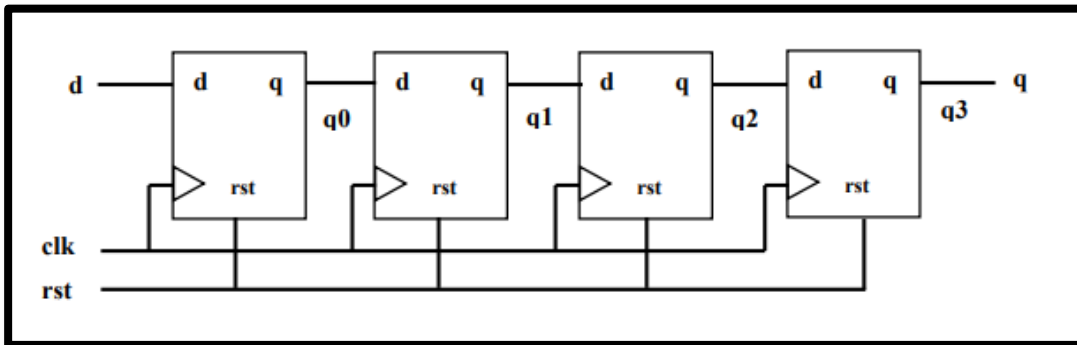 d d q d q d q d q q
q0 q1 q2 q3
rst rst rst rst
clk
rst